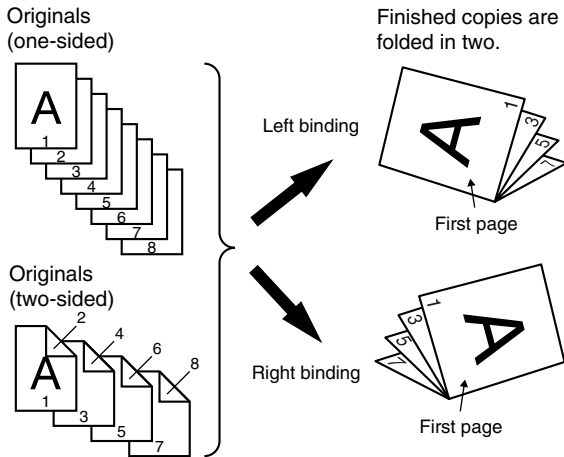 Originals
(one-sided)
A
1
2
3
4
5
6
7
8
Originals
(two-sided)
2
4
6
8
A
1
3
5
7
Left binding
Right binding
Finished copies are
folded in two.
A
1
3
5
7
First page
1
3
5
7
A
First page